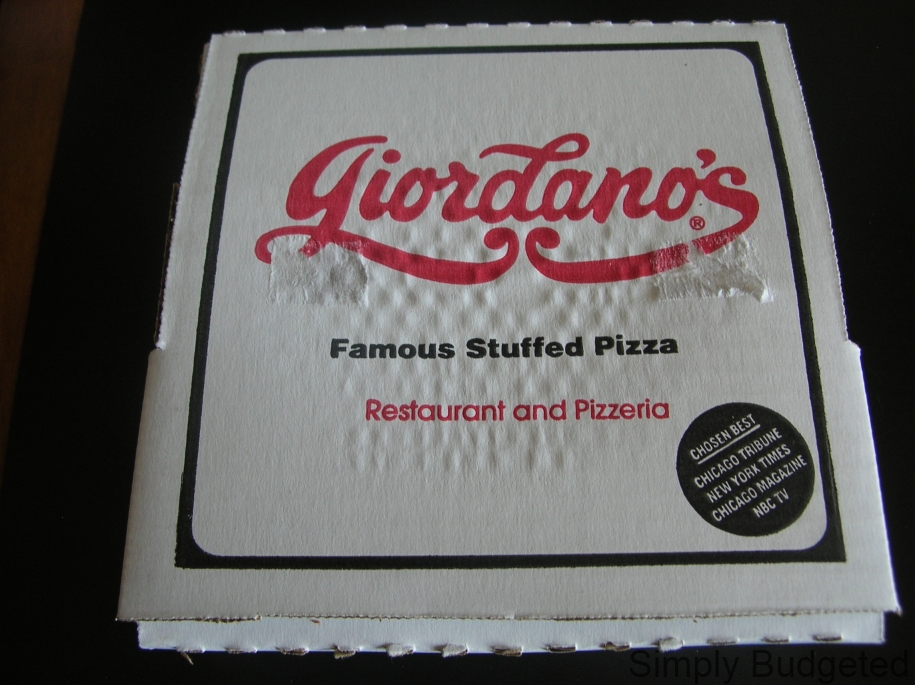 Giordano's®
Famous Stuffed Pizza
Restaurant and Pizzeria
CHOSEN BEST
CHICAGO TRIBUNE
NEW YORK TIMES
CHICAGO MAGAZINE
NBC TV
Simply Budgeted